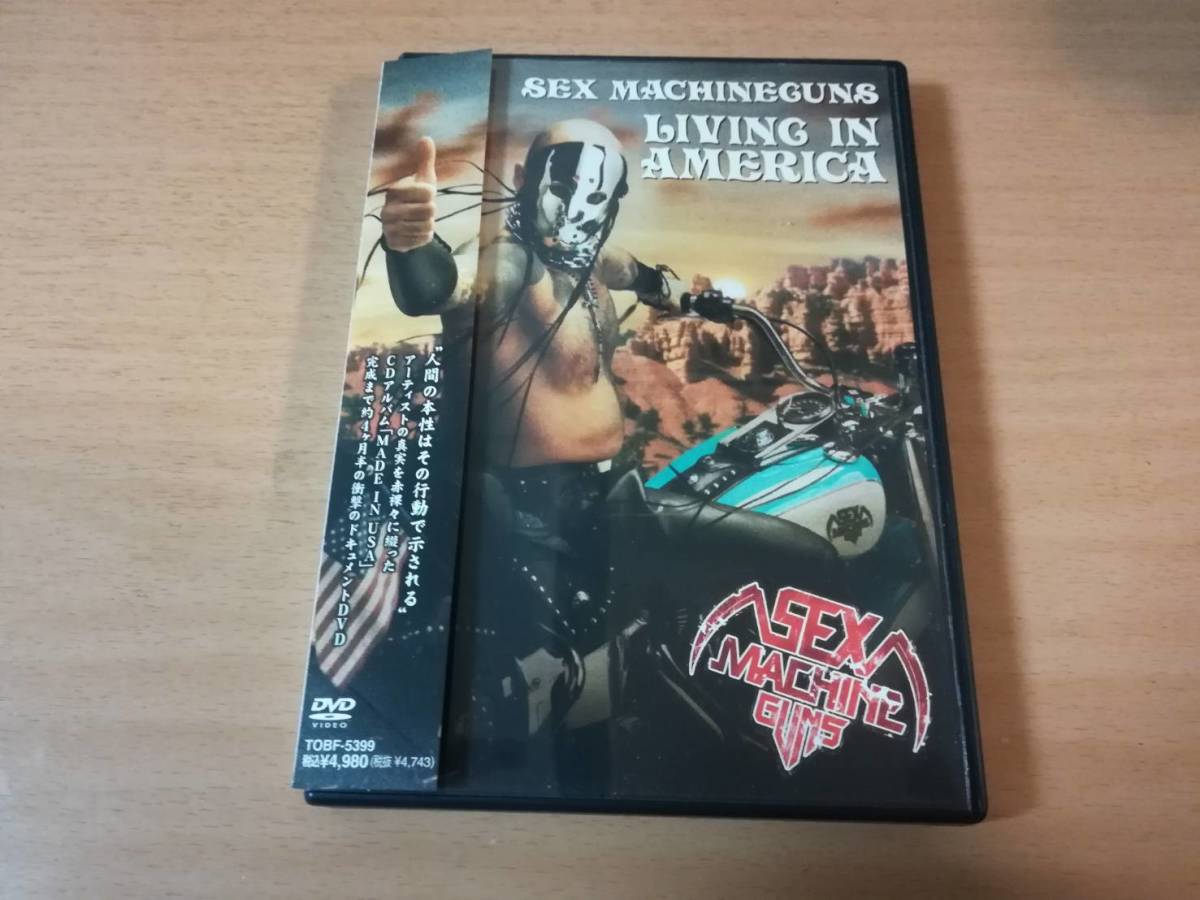 SEX MACHINEGUNS
LIVING IN
AMERICA
"人間の本性はその行動で示される"
アーティストの真実を赤裸々に綴った
CDアルバム「MADE IN USA」
完成まで約4ヶ月半の衝撃のドキュメントDVD
SEX
MACHINE
GUNS
SEX
MACHINE
GUNS
DVD
VIDEO
TOBF-5399
税込¥4,980(税抜 ¥4,743)